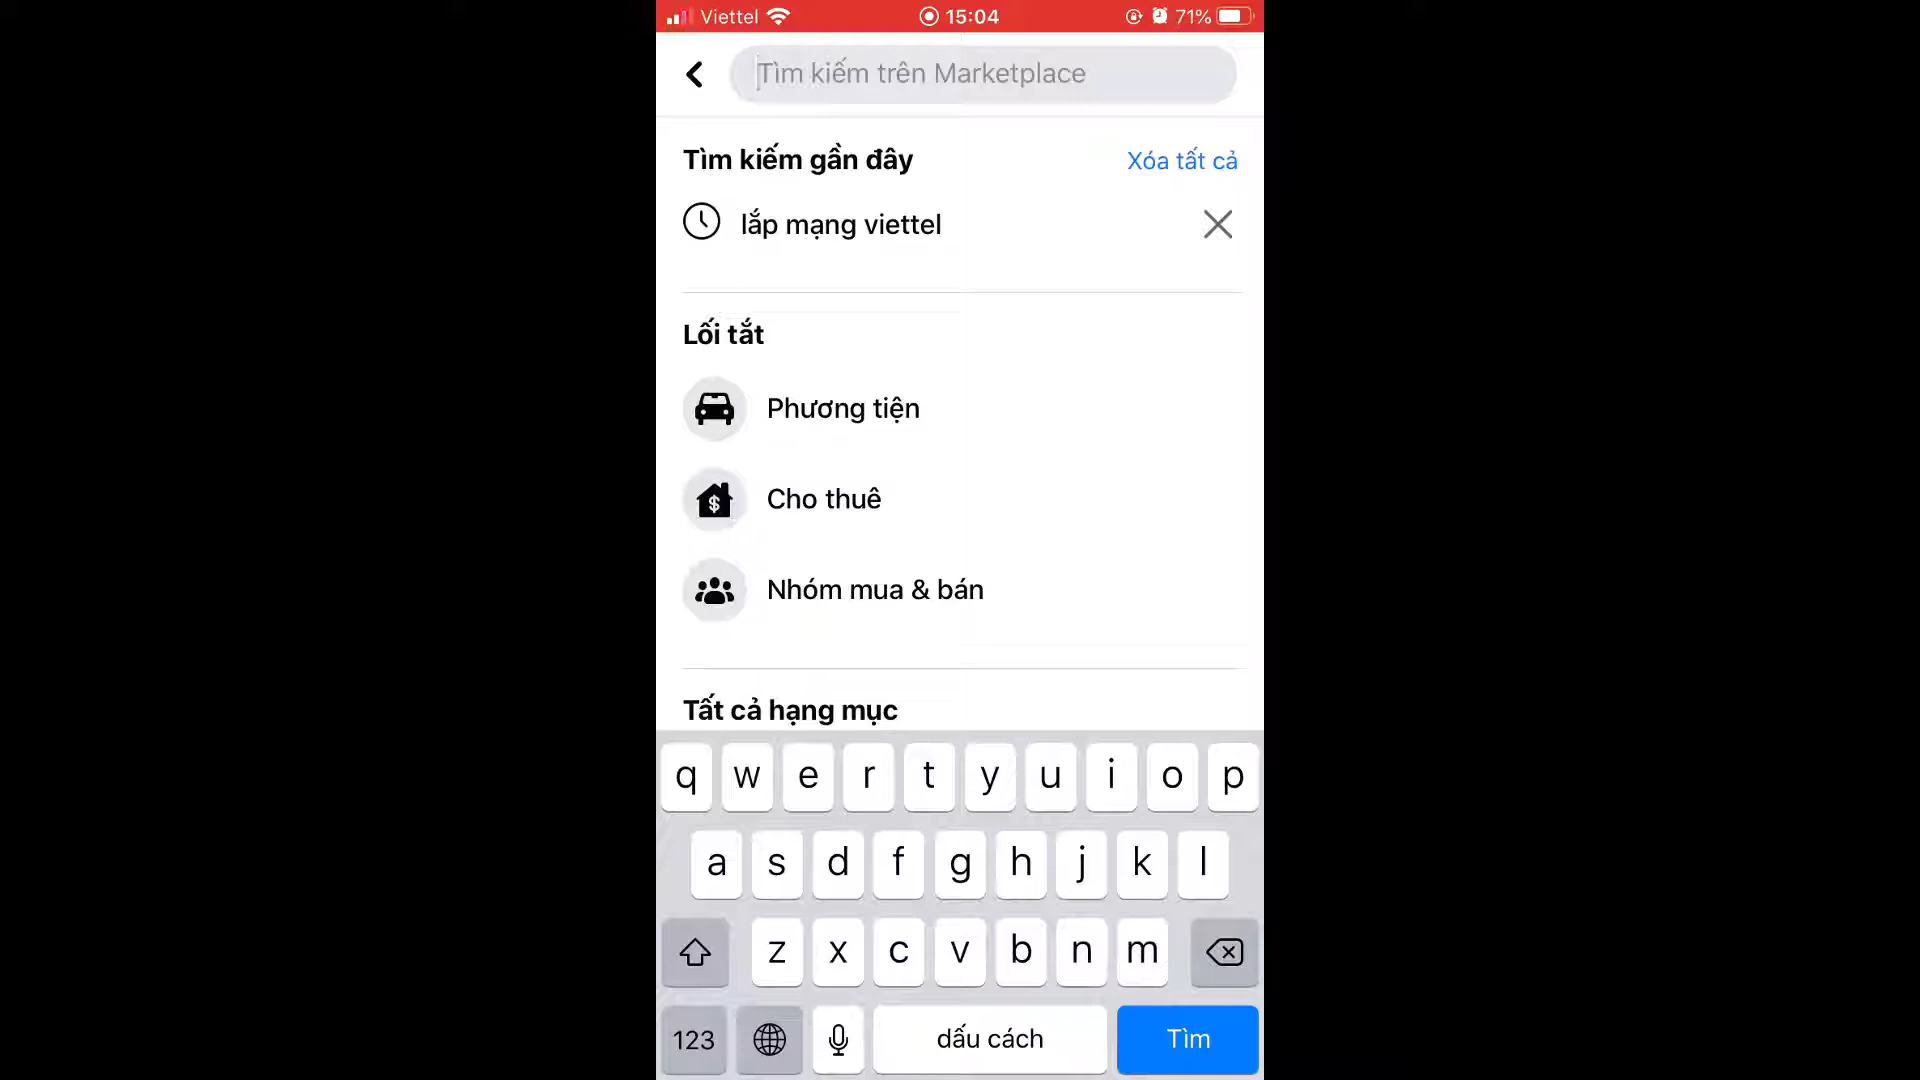 Viettel 15:04 71%
Tìm kiếm trên Marketplace
Tìm kiếm gần đây Xóa tất cả
lắp mạng viettel
Lối tắt
Phương tiện
Cho thuê
Nhóm mua & bán
Tất cả hạng mục
q w e r t y u i o p
a s d f g h j k l
z x c v b n m
123 dấu cách Tìm